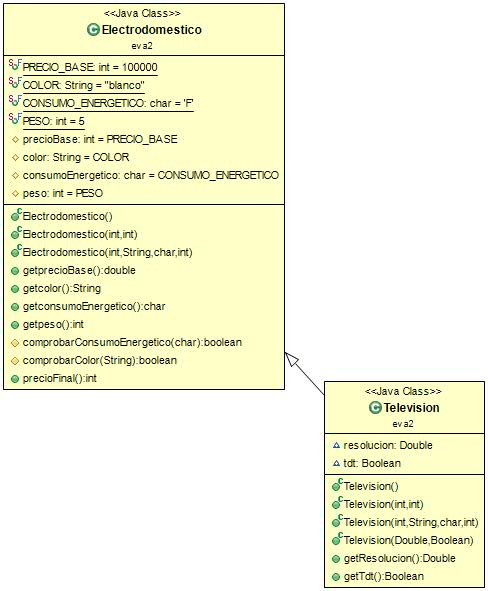 <<Java Class>>
Electrodomestico
eva2
PRECIO_BASE: int = 100000
COLOR: String = "blanco"
CONSUMO_ENERGETICO: char = 'F'
PESO: int = 5
precioBase: int = PRECIO_BASE
color: String = COLOR
consumoEnergetico: char = CONSUMO_ENERGETICO
peso: int = PESO
Electrodomestico()
Electrodomestico(int,int)
Electrodomestico(int,String,char,int)
getprecioBase():double
getcolor():String
getconsumoEnergetico():char
getpeso():int
comprobarConsumoEnergetico(char):boolean
comprobarColor(String):boolean
precioFinal():int
<<Java Class>>
Television
eva2
resolucion: Double
tdt: Boolean
Television()
Television(int,int)
Television(int,String,char,int)
Television(Double,Boolean)
getResolucion():Double
getTdt():Boolean